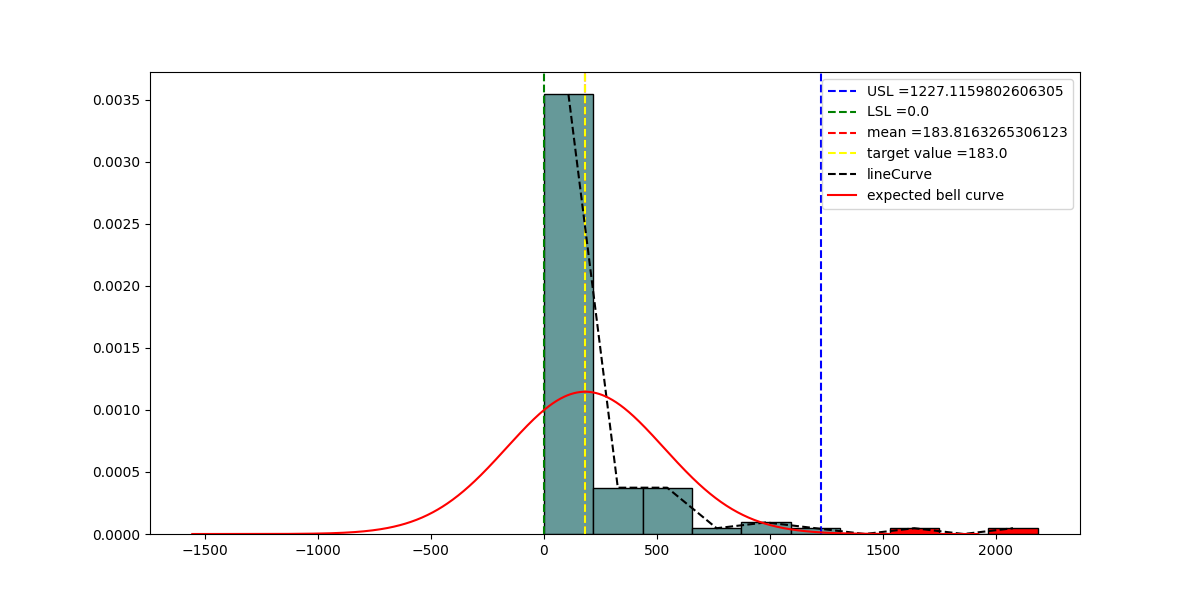 0.0035
0.0030
0.0025
0.0020
0.0015
0.0010
0.0005
0.0000
−1500
−1000
−500
0
500
1000
1500
2000
USL =1227.1159802606305
LSL =0.0
mean =183.8163265306123
target value =183.0
lineCurve
expected bell curve